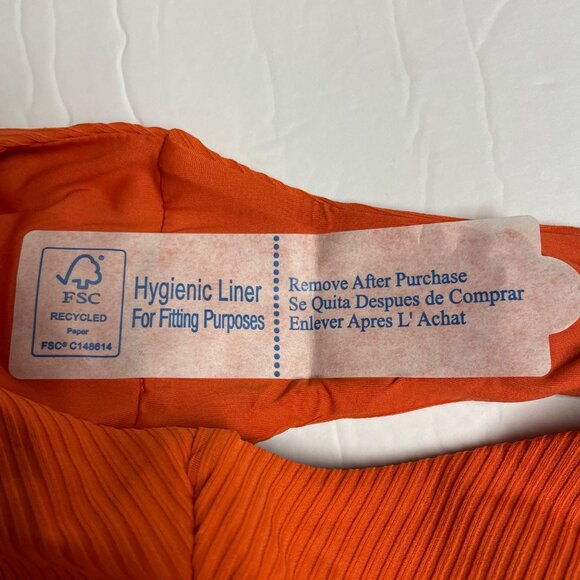 FSC
RECYCLED
Paper
FSC® C148614
Hygienic Liner
For Fitting Purposes
Remove After Purchase
Se Quita Despues de Comprar
Enlever Apres L' Achat